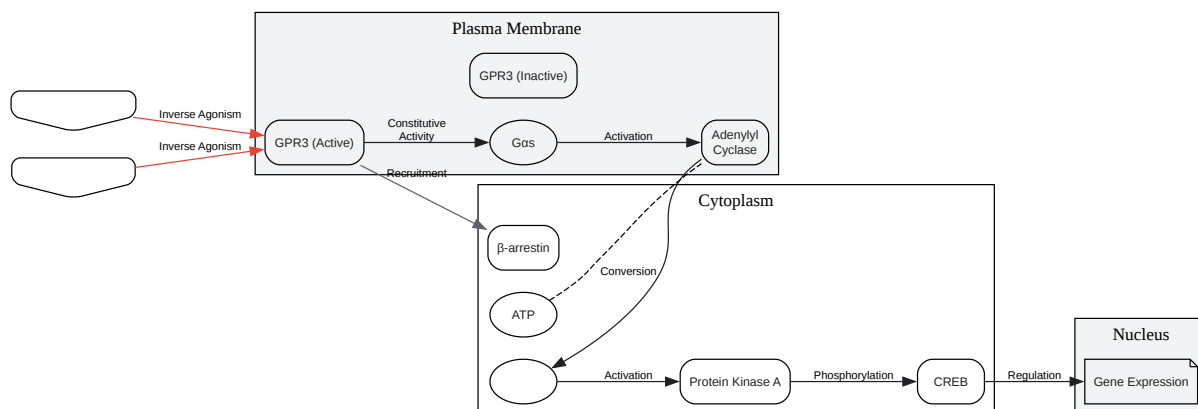 Plasma Membrane
GPR3 (Inactive)
Inverse Agonism
Inverse Agonism
GPR3 (Active)
Constitutive
Activity
Gαs
Activation
Adenylyl
Cyclase
Recruitment
Cytoplasm
β-arrestin
Conversion
ATP
Activation
Protein Kinase A
Phosphorylation
CREB
Regulation
Nucleus
Gene Expression